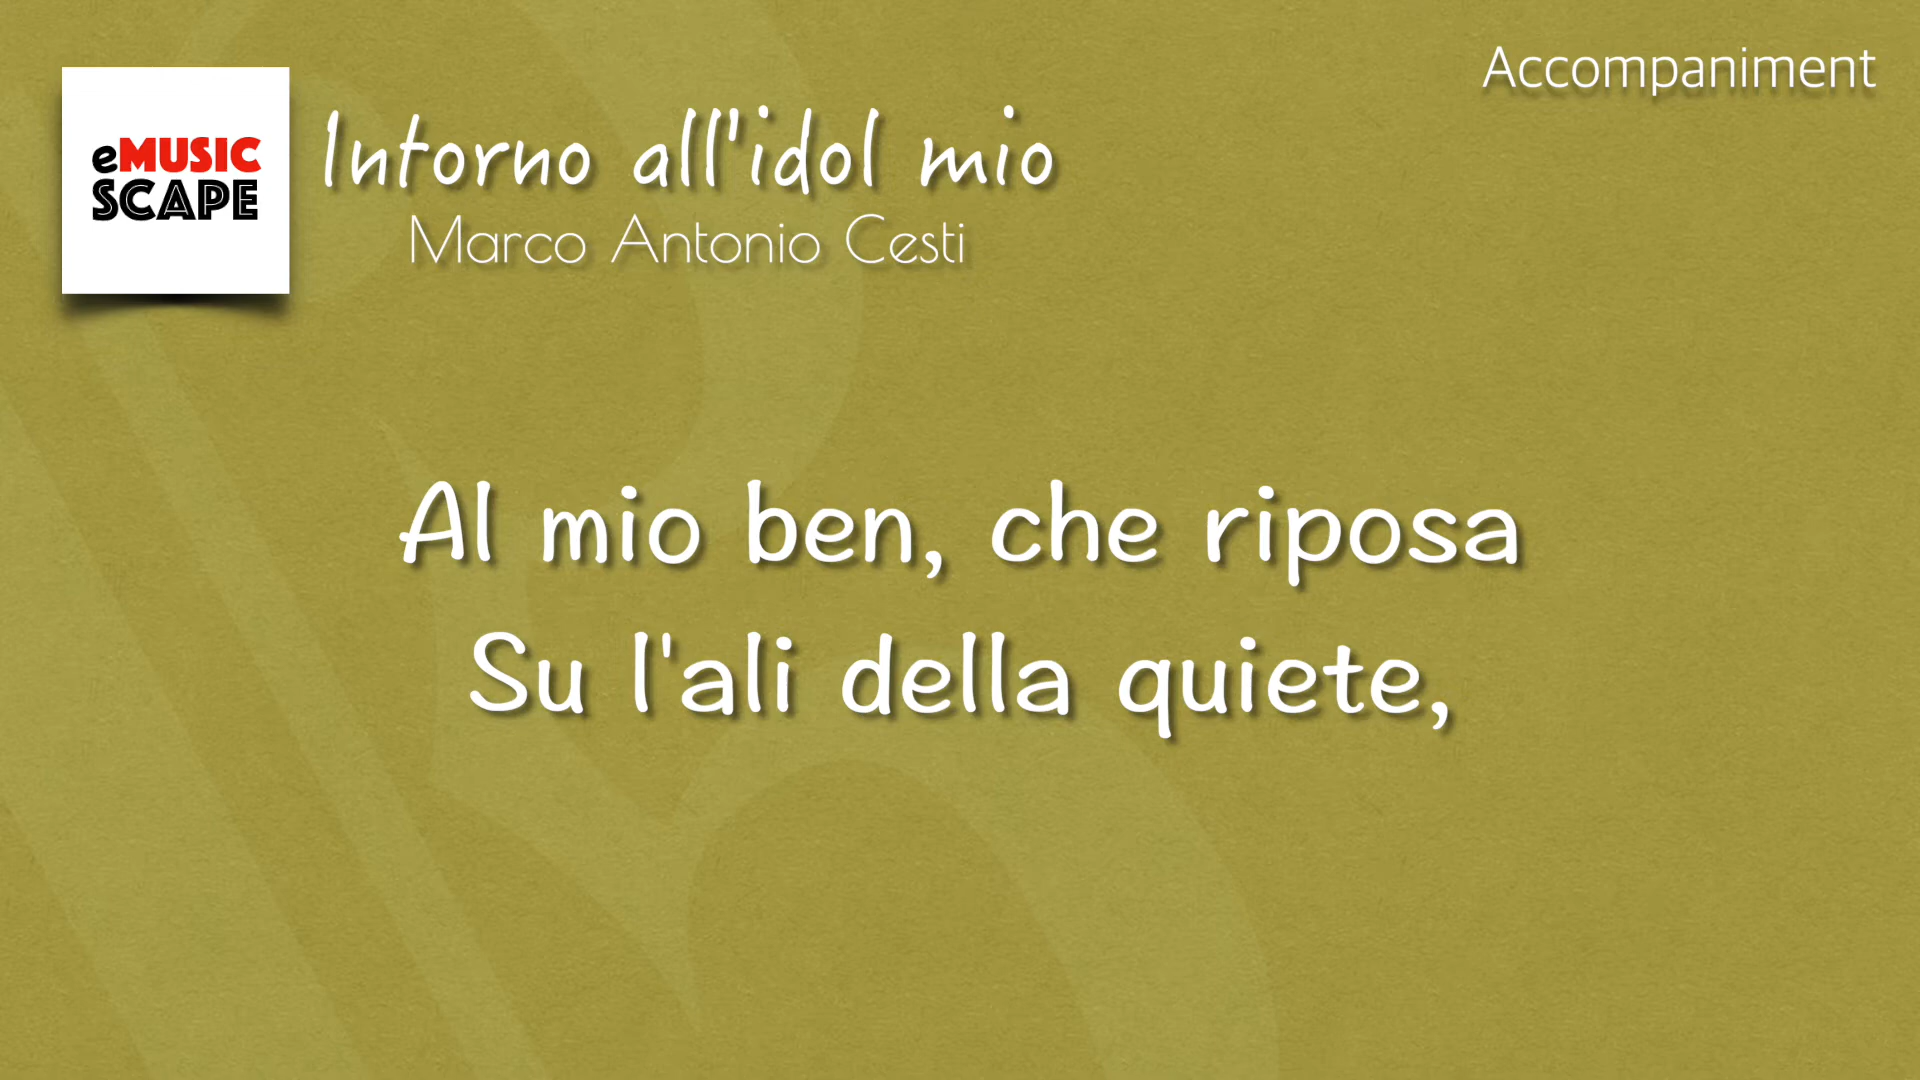 Accompaniment
eMUSIC
SCAPE
Intorno all'idol mio
Marco Antonio Cesti
Al mio ben, che riposa
Su l'ali della quiete,